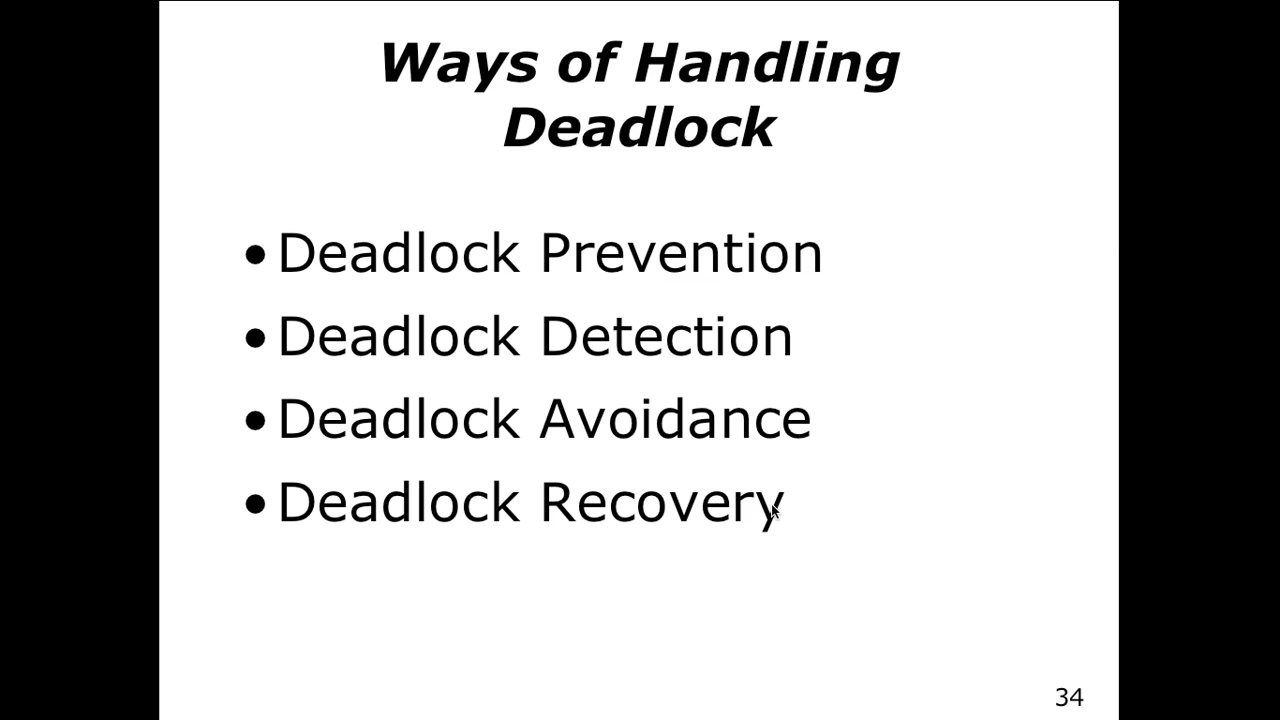 Ways of Handling
Deadlock
• Deadlock Prevention
• Deadlock Detection
• Deadlock Avoidance
• Deadlock Recovery
34